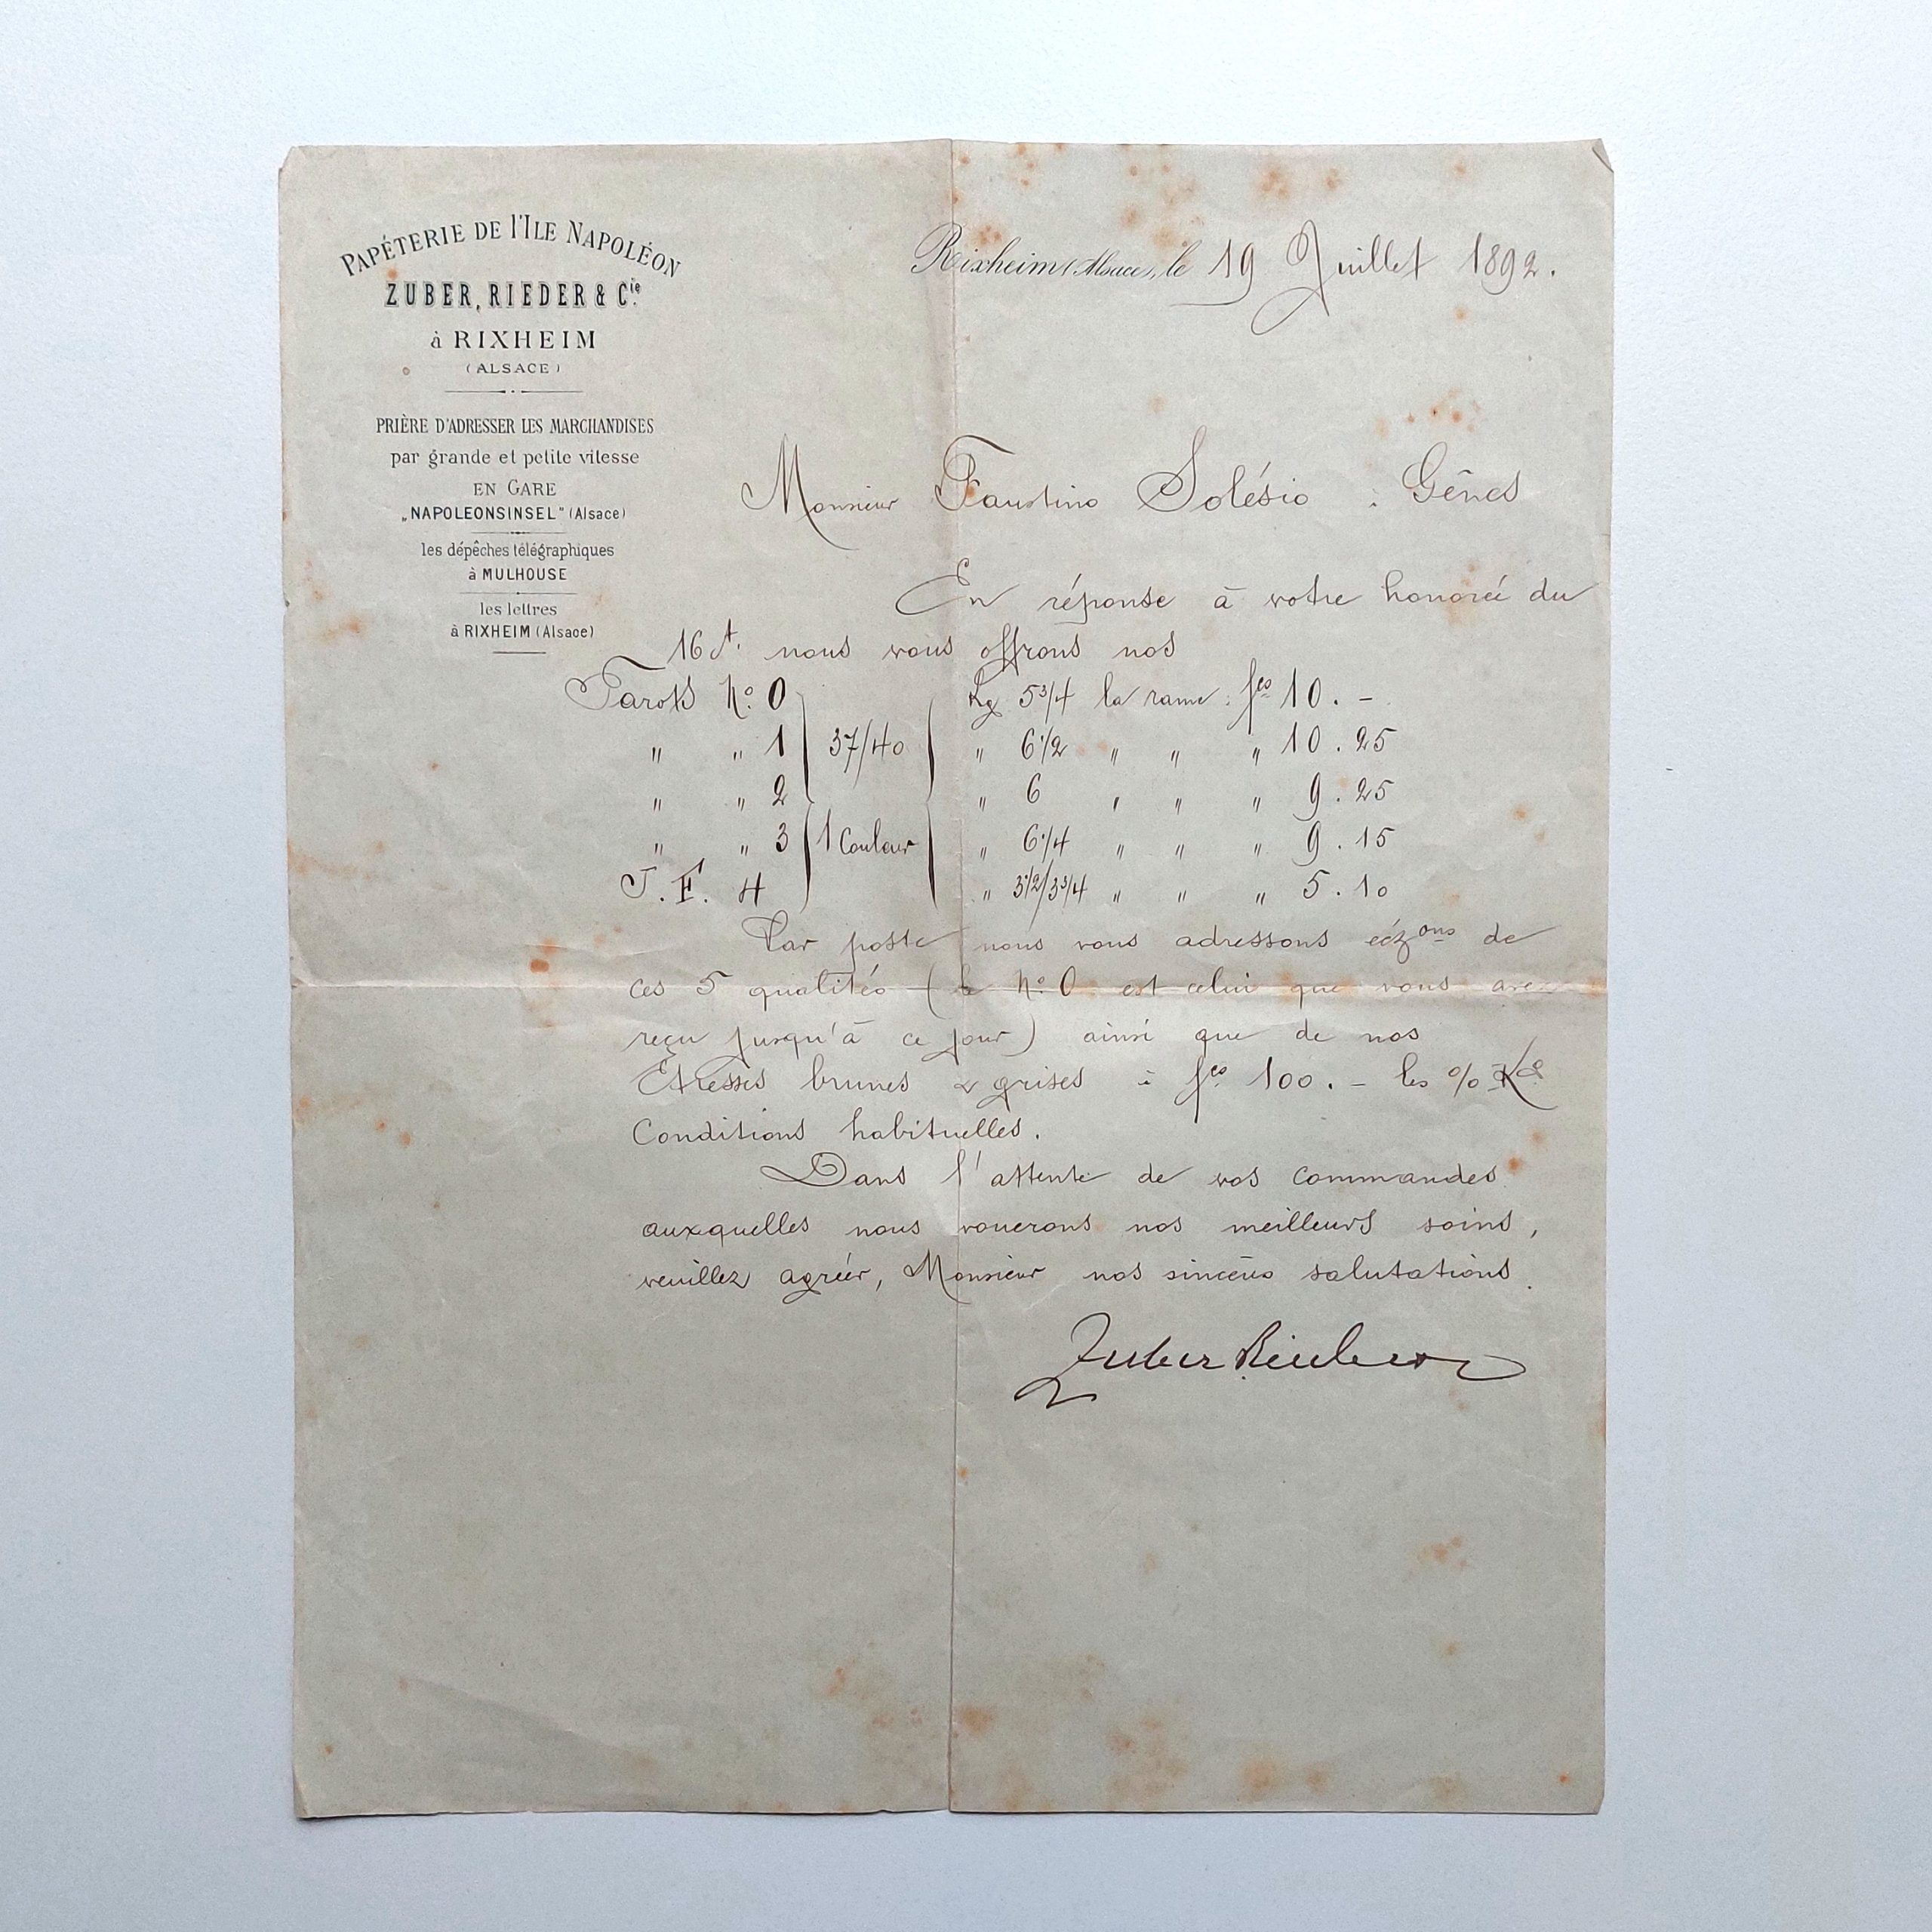 PAPÉTERIE DE l'ILE NAPOLÉON
ZUBER, RIEDER & Cie
à RIXHEIM
(ALSACE)
PRIÈRE D'ADRESSER LES MARCHANDISES
par grande et petite vitesse
EN GARE
„NAPOLEONSINSEL" (Alsace)
les dépêches télégraphiques
à MULHOUSE
les lettres
à RIXHEIM (Alsace)
Rixheim (Alsace), le 19 Juillet 1892.
Monsieur Faustino Solésio : Gênes
En réponse à votre honorée du
16 ct. nous vous offrons nos
Tarots No. 0 Kg 5 3/4 la rame : fcs 10. -
" " 1 37/40 " 6 1/2 " " " 10.25
" " 2 " 6 " " " 9.25
" " 3 1 Couleur " 6 1/4 " " " 9.15
J. F. 4 " 3 1/2/3 3/4 " " " 5.10
Par poste nous vous adressons de
ces 5 qualités (le No. 0 est celui que vous avez
reçu jusqu'à ce jour) ainsi que de nos
Etresses brunes & grises à fcs 100. - les % Ko.
Conditions habituelles.
Dans l'attente de vos commandes
auxquelles nous vouerons nos meilleurs soins,
veuillez agréer, Monsieur nos sincères salutations.
Zuber Rieder